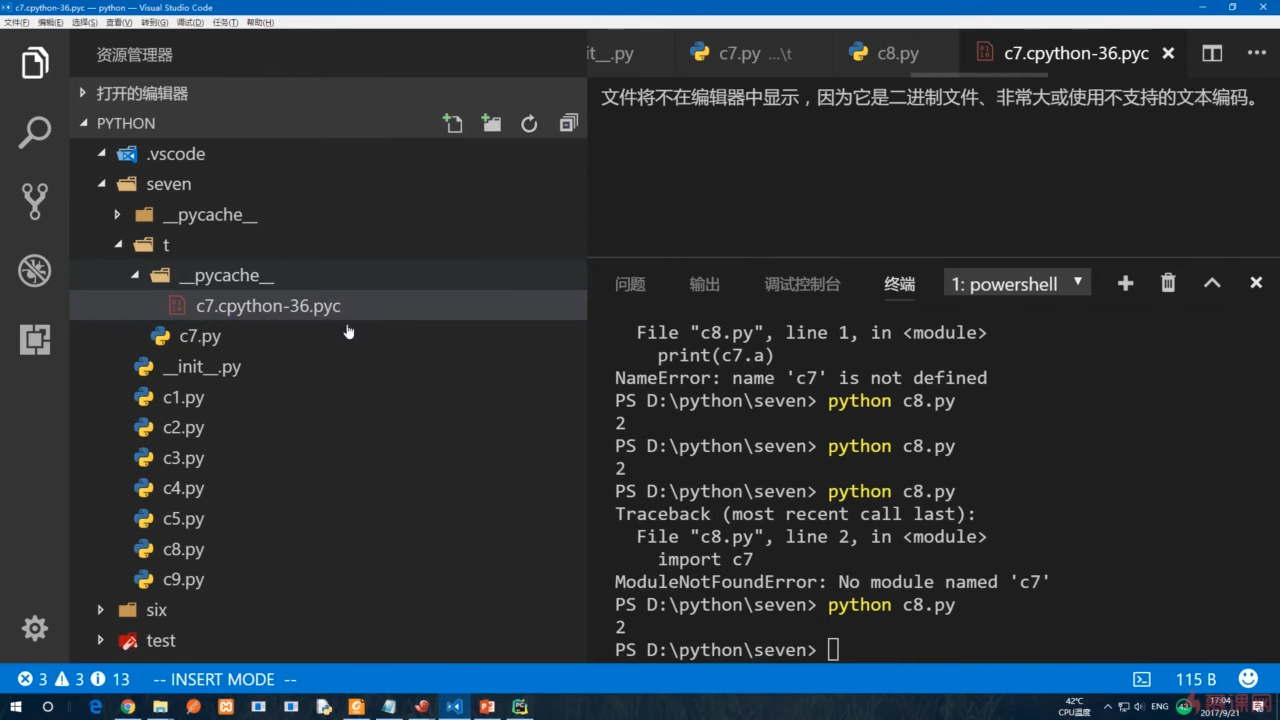 c7.cpython-36.pyc — python — Visual Studio Code
文件(F) 编辑(E) 选择(S) 查看(V) 转到(G) 调试(D) 任务(T) 帮助(H)
资源管理器
打开的编辑器
PYTHON
.vscode
seven
__pycache__
t
__pycache__
c7.cpython-36.pyc
c7.py
__init__.py
c1.py
c2.py
c3.py
c4.py
c5.py
c8.py
c9.py
six
test
it__.py c7.py ...\t c8.py c7.cpython-36.pyc
文件将不在编辑器中显示，因为它是二进制文件、非常大或使用不支持的文本编码。
问题 输出 调试控制台 终端 1: powershell
File "c8.py", line 1, in <module>
print(c7.a)
NameError: name 'c7' is not defined
PS D:\python\seven> python c8.py
2
PS D:\python\seven> python c8.py
2
PS D:\python\seven> python c8.py
Traceback (most recent call last):
File "c8.py", line 2, in <module>
import c7
ModuleNotFoundError: No module named 'c7'
PS D:\python\seven> python c8.py
2
PS D:\python\seven>
3 3 13 -- INSERT MODE -- 115 B
42℃
CPU温度
ENG
42
17:04
2017/9/21
慕课网